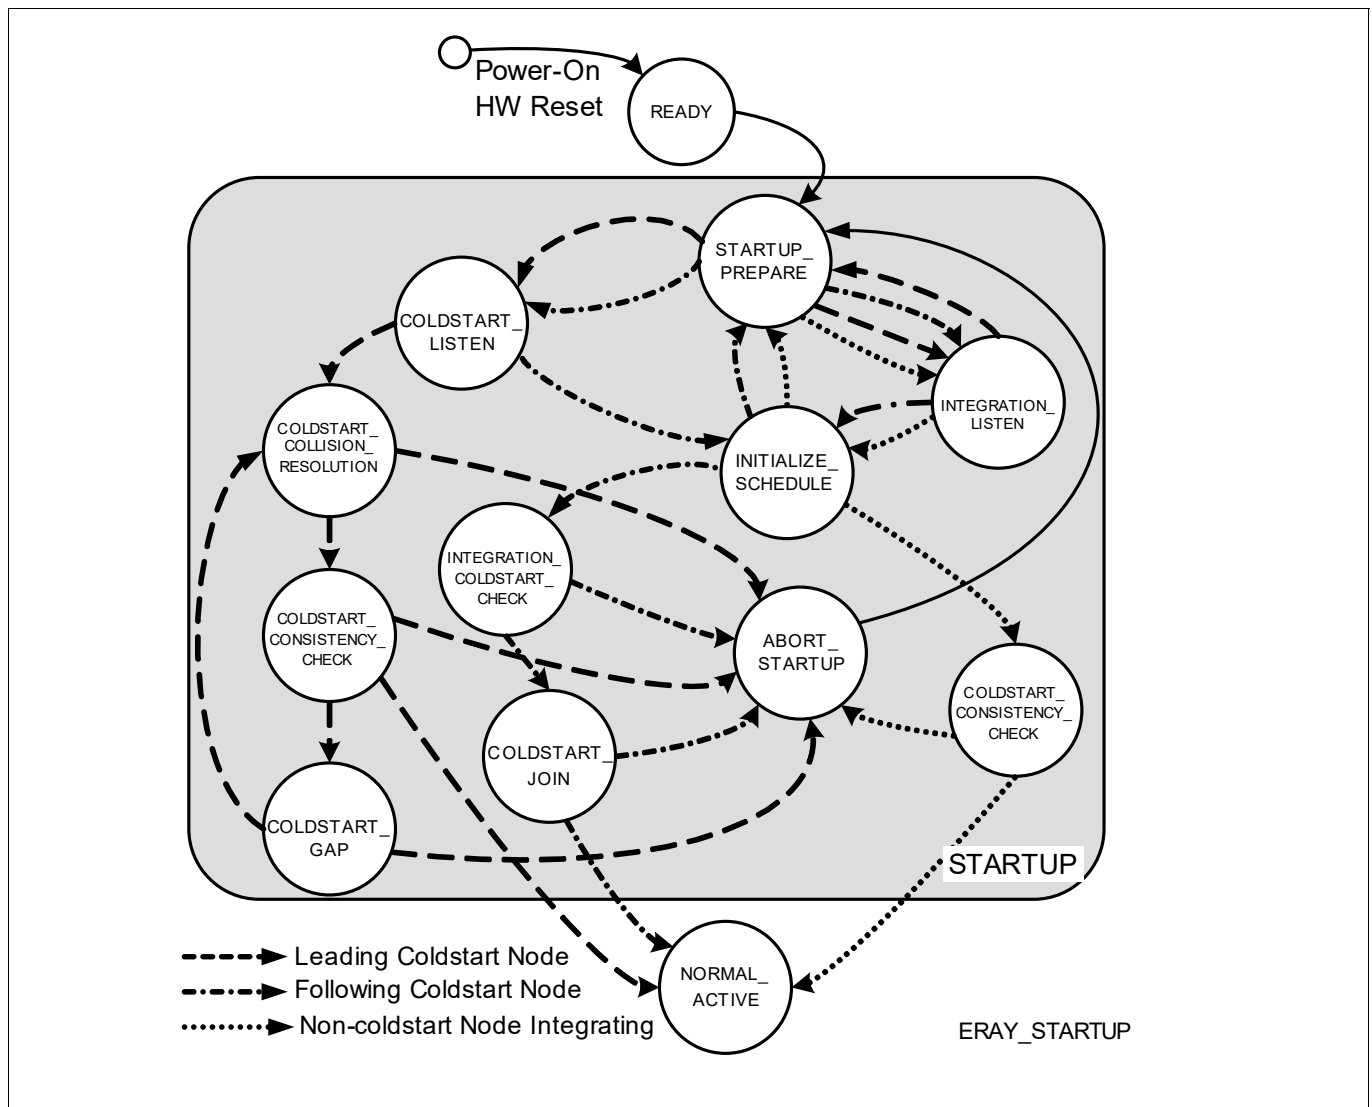 Power-On
HW Reset
READY
STARTUP_
PREPARE
COLDSTART_
LISTEN
INTEGRATION_
LISTEN
COLDSTART_
COLLISION_
RESOLUTION
INITIALIZE_
SCHEDULE
INTEGRATION_
COLDSTART_
CHECK
COLDSTART_
CONSISTENCY_
CHECK
ABORT_
STARTUP
COLDSTART_
CONSISTENCY_
CHECK
COLDSTART_
JOIN
COLDSTART_
GAP
STARTUP
Leading Coldstart Node
Following Coldstart Node
Non-coldstart Node Integrating
NORMAL_
ACTIVE
ERAY_STARTUP